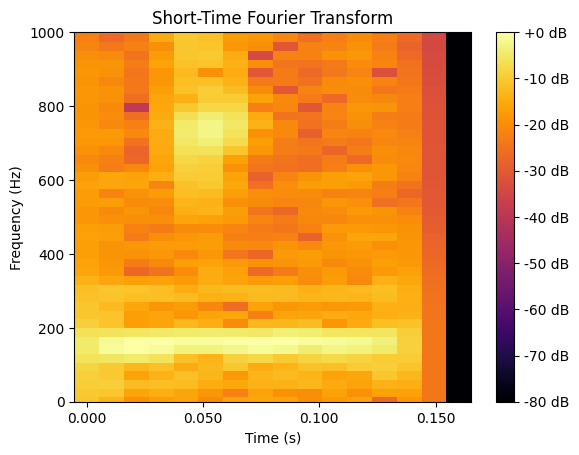 Short-Time Fourier Transform
1000
800
600
400
200
0
Frequency (Hz)
0.000
0.050
0.100
0.150
Time (s)
+0 dB
-10 dB
-20 dB
-30 dB
-40 dB
-50 dB
-60 dB
-70 dB
-80 dB